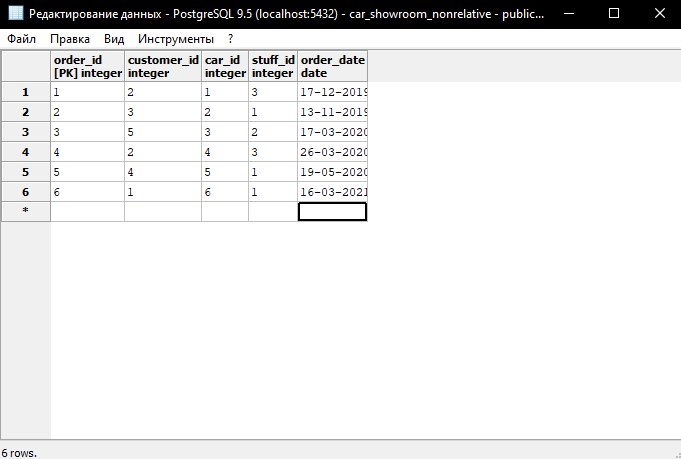 Редактирование данных - PostgreSQL 9.5 (localhost:5432) - car_showroom_nonrelative - public...
Файл Правка Вид Инструменты ?
order_id customer_id car_id stuff_id order_date
[PK] integer integer integer integer date
1 1 2 1 3 17-12-2019
2 2 3 2 1 13-11-2019
3 3 5 3 2 17-03-2020
4 4 2 4 3 26-03-2020
5 5 4 5 1 19-05-2020
6 6 1 6 1 16-03-2021
*
6 rows.